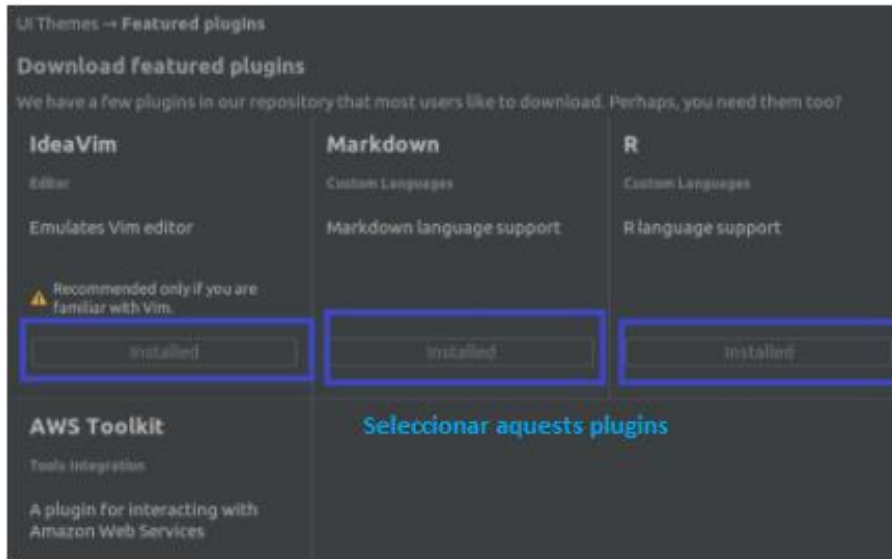 UI Themes → Featured plugins
Download featured plugins
We have a few plugins in our repository that most users like to download. Perhaps, you need them too?
IdeaVim
Editor
Emulates Vim editor
Recommended only if you are
familiar with Vim.
Installed
Markdown
Custom Languages
Markdown language support
Installed
R
Custom Languages
R language support
Installed
AWS Toolkit
Tools Integration
A plugin for interacting with
Amazon Web Services
Seleccionar aquests plugins